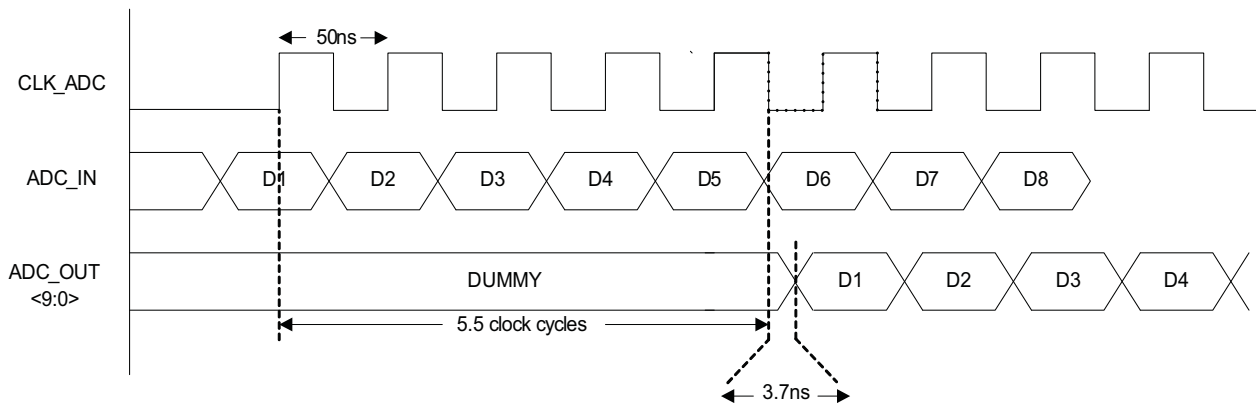 50ns
CLK_ADC
ADC_IN
D1 D2 D3 D4 D5 D6 D7 D8
ADC_OUT
<9:0>
DUMMY D1 D2 D3 D4
5.5 clock cycles
3.7ns